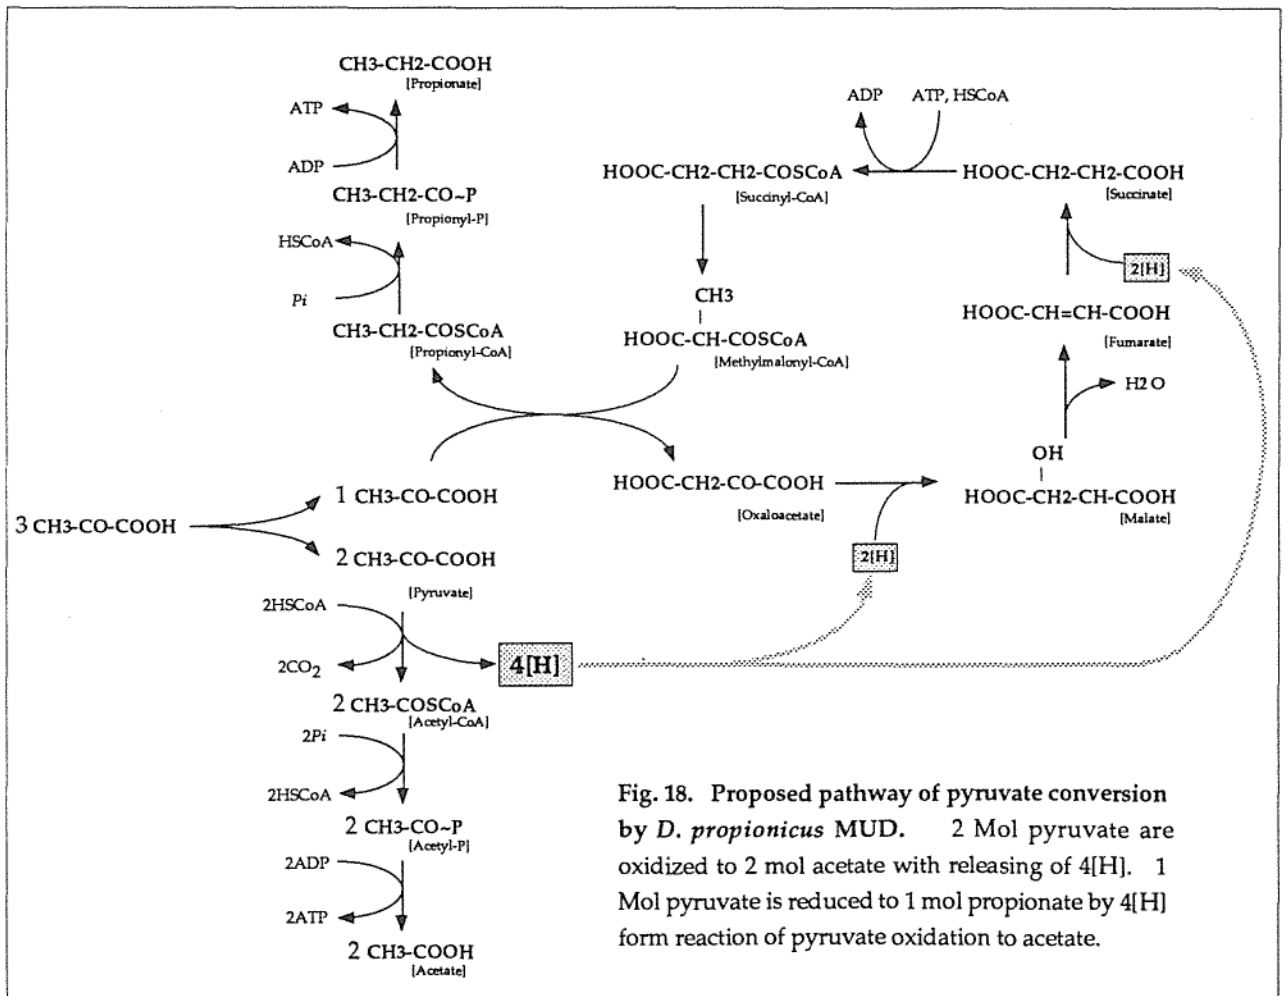 CH3-CH2-COOH
[Propionate]
ATP
ADP
CH3-CH2-CO~P
[Propionyl-P]
HSCoA
Pi
CH3-CH2-COSCoA
[Propionyl-CoA]
ADP
ATP, HSCoA
HOOC-CH2-CH2-COSCoA
[Succinyl-CoA]
HOOC-CH2-CH2-COOH
[Succinate]
2[H]
CH3
HOOC-CH-COSCoA
[Methylmalonyl-CoA]
HOOC-CH=CH-COOH
[Fumarate]
H2O
OH
HOOC-CH2-CH-COOH
[Malate]
HOOC-CH2-CO-COOH
[Oxaloacetate]
2[H]
3 CH3-CO-COOH
1 CH3-CO-COOH
2 CH3-CO-COOH
[Pyruvate]
2HSCoA
2CO2
4[H]
2 CH3-COSCoA
[Acetyl-CoA]
2Pi
2HSCoA
2 CH3-CO~P
[Acetyl-P]
2ADP
2ATP
2 CH3-COOH
[Acetate]
Fig. 18. Proposed pathway of pyruvate conversion
by D. propionicus MUD. 2 Mol pyruvate are
oxidized to 2 mol acetate with releasing of 4[H]. 1
Mol pyruvate is reduced to 1 mol propionate by 4[H]
form reaction of pyruvate oxidation to acetate.